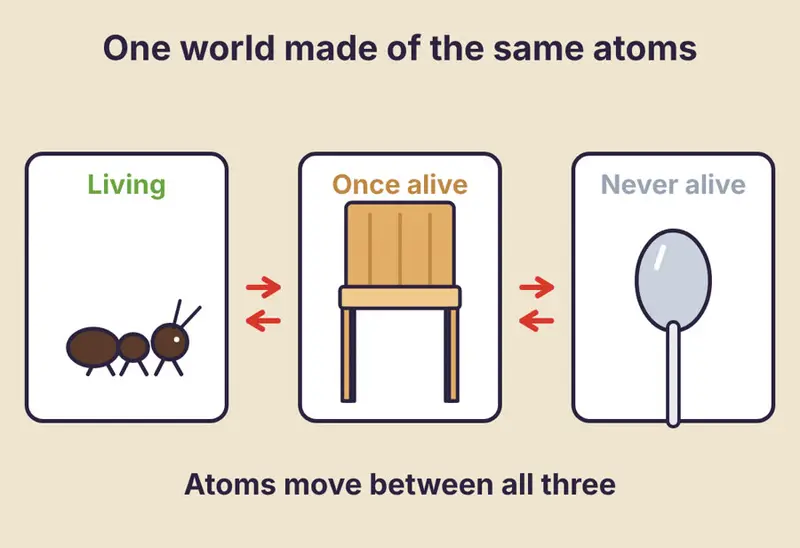 One world made of the same atoms
Living
Once alive
Never alive
Atoms move between all three